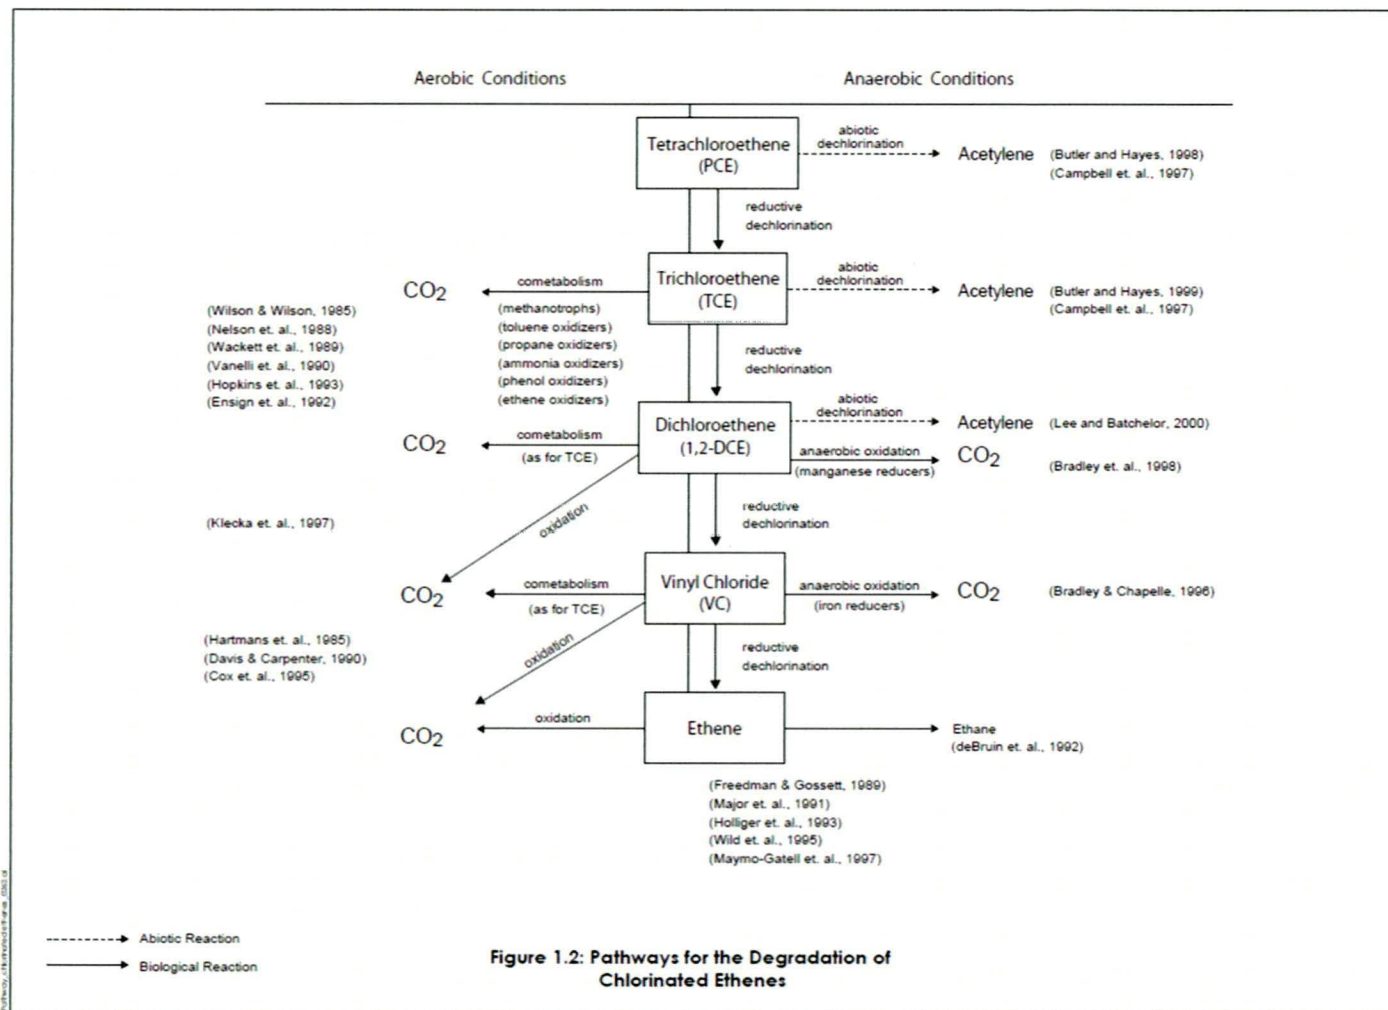 Aerobic Conditions
Anaerobic Conditions
Tetrachloroethene
(PCE)
abiotic
dechlorination
Acetylene
(Butler and Hayes, 1998)
(Campbell et. al., 1997)
reductive
dechlorination
CO2
cometabolism
Trichloroethene
(TCE)
abiotic
dechlorination
Acetylene
(Butler and Hayes, 1999)
(Campbell et. al., 1997)
(Wilson & Wilson, 1985)
(Nelson et. al., 1988)
(Wackett et. al., 1989)
(Vanelli et. al., 1990)
(Hopkins et. al., 1993)
(Ensign et. al., 1992)
(methanotrophs)
(toluene oxidizers)
(propane oxidizers)
(ammonia oxidizers)
(phenol oxidizers)
(ethene oxidizers)
reductive
dechlorination
CO2
cometabolism
(as for TCE)
Dichloroethene
(1,2-DCE)
abiotic
dechlorination
Acetylene
(Lee and Batchelor, 2000)
anaerobic oxidation
(manganese reducers)
CO2
(Bradley et. al., 1998)
(Klecka et. al., 1997)
oxidation
reductive
dechlorination
CO2
cometabolism
(as for TCE)
Vinyl Chloride
(VC)
anaerobic oxidation
(iron reducers)
CO2
(Bradley & Chapelle, 1996)
(Hartmans et. al., 1985)
(Davis & Carpenter, 1990)
(Cox et. al., 1995)
oxidation
reductive
dechlorination
CO2
oxidation
Ethene
Ethane
(deBruin et. al., 1992)
(Freedman & Gossett, 1989)
(Major et. al., 1991)
(Holliger et. al., 1993)
(Wild et. al., 1995)
(Maymo-Gatell et. al., 1997)
Abiotic Reaction
Biological Reaction
Figure 1.2: Pathways for the Degradation of
Chlorinated Ethenes